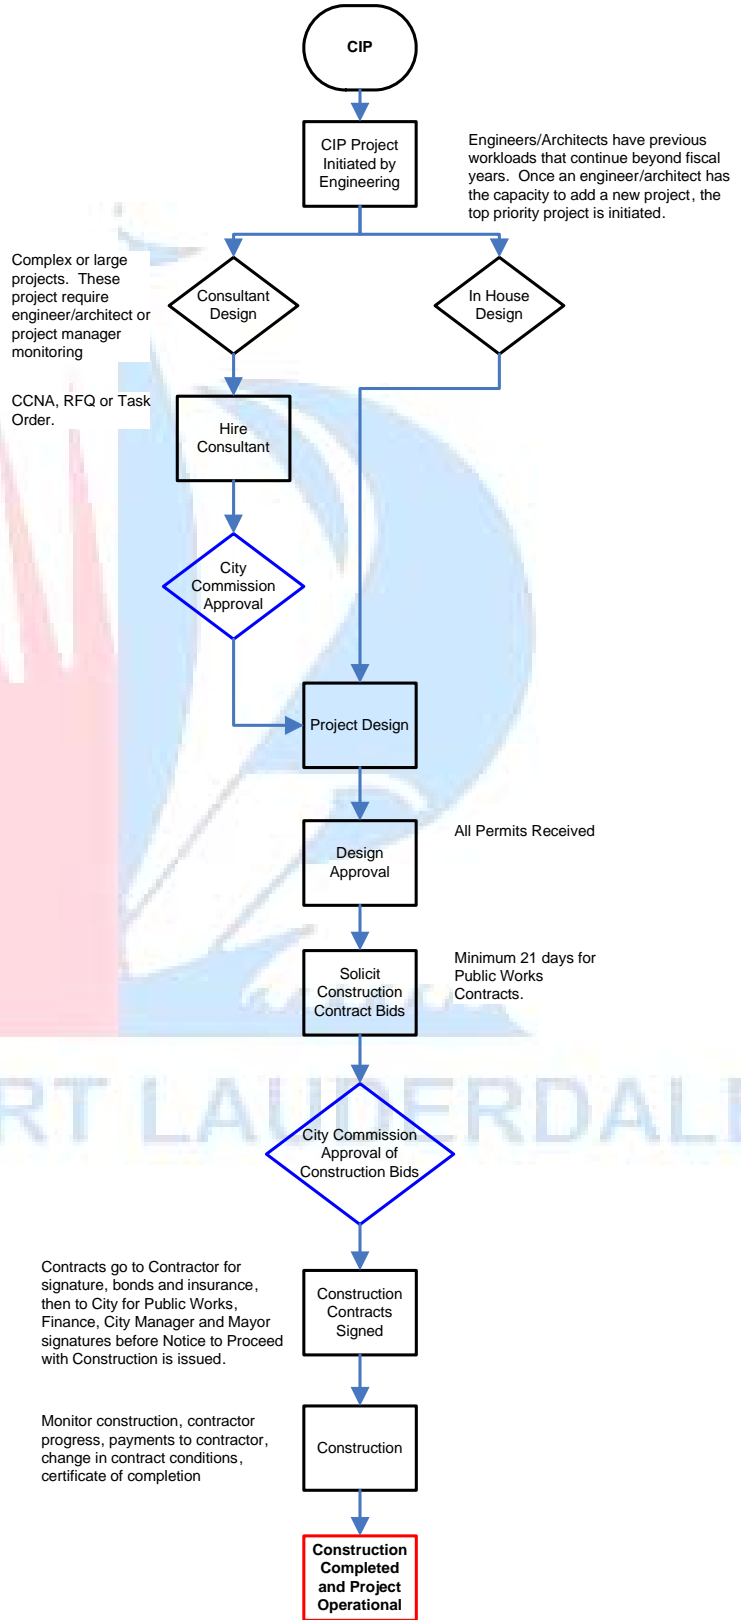 CIP
CIP Project
Initiated by
Engineering
Engineers/Architects have previous
workloads that continue beyond fiscal
years. Once an engineer/architect has
the capacity to add a new project, the
top priority project is initiated.
Complex or large
projects. These
project require
engineer/architect or
project manager
monitoring
Consultant
Design
In House
Design
CCNA, RFQ or Task
Order.
Hire
Consultant
City
Commission
Approval
Project Design
Design
Approval
All Permits Received
Solicit
Construction
Contract Bids
Minimum 21 days for
Public Works
Contracts.
RT LAUDERDALE
City Commission
Approval of
Construction Bids
Contracts go to Contractor for
signature, bonds and insurance,
then to City for Public Works,
Finance, City Manager and Mayor
signatures before Notice to Proceed
with Construction is issued.
Construction
Contracts
Signed
Monitor construction, contractor
progress, payments to contractor,
change in contract conditions,
certificate of completion
Construction
Construction
Completed
and Project
Operational